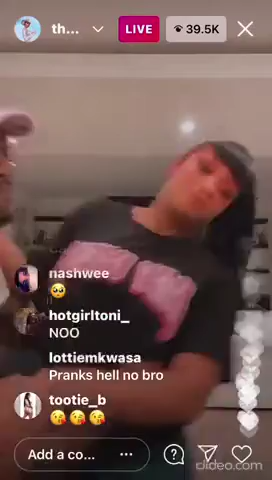 th...
LIVE
39.5K
nashwee
🥺
hotgirltoni_
NOO
lottiemkwasa
Pranks hell no bro
tootie_b
😘😘😘
Add a co...
clideo.com